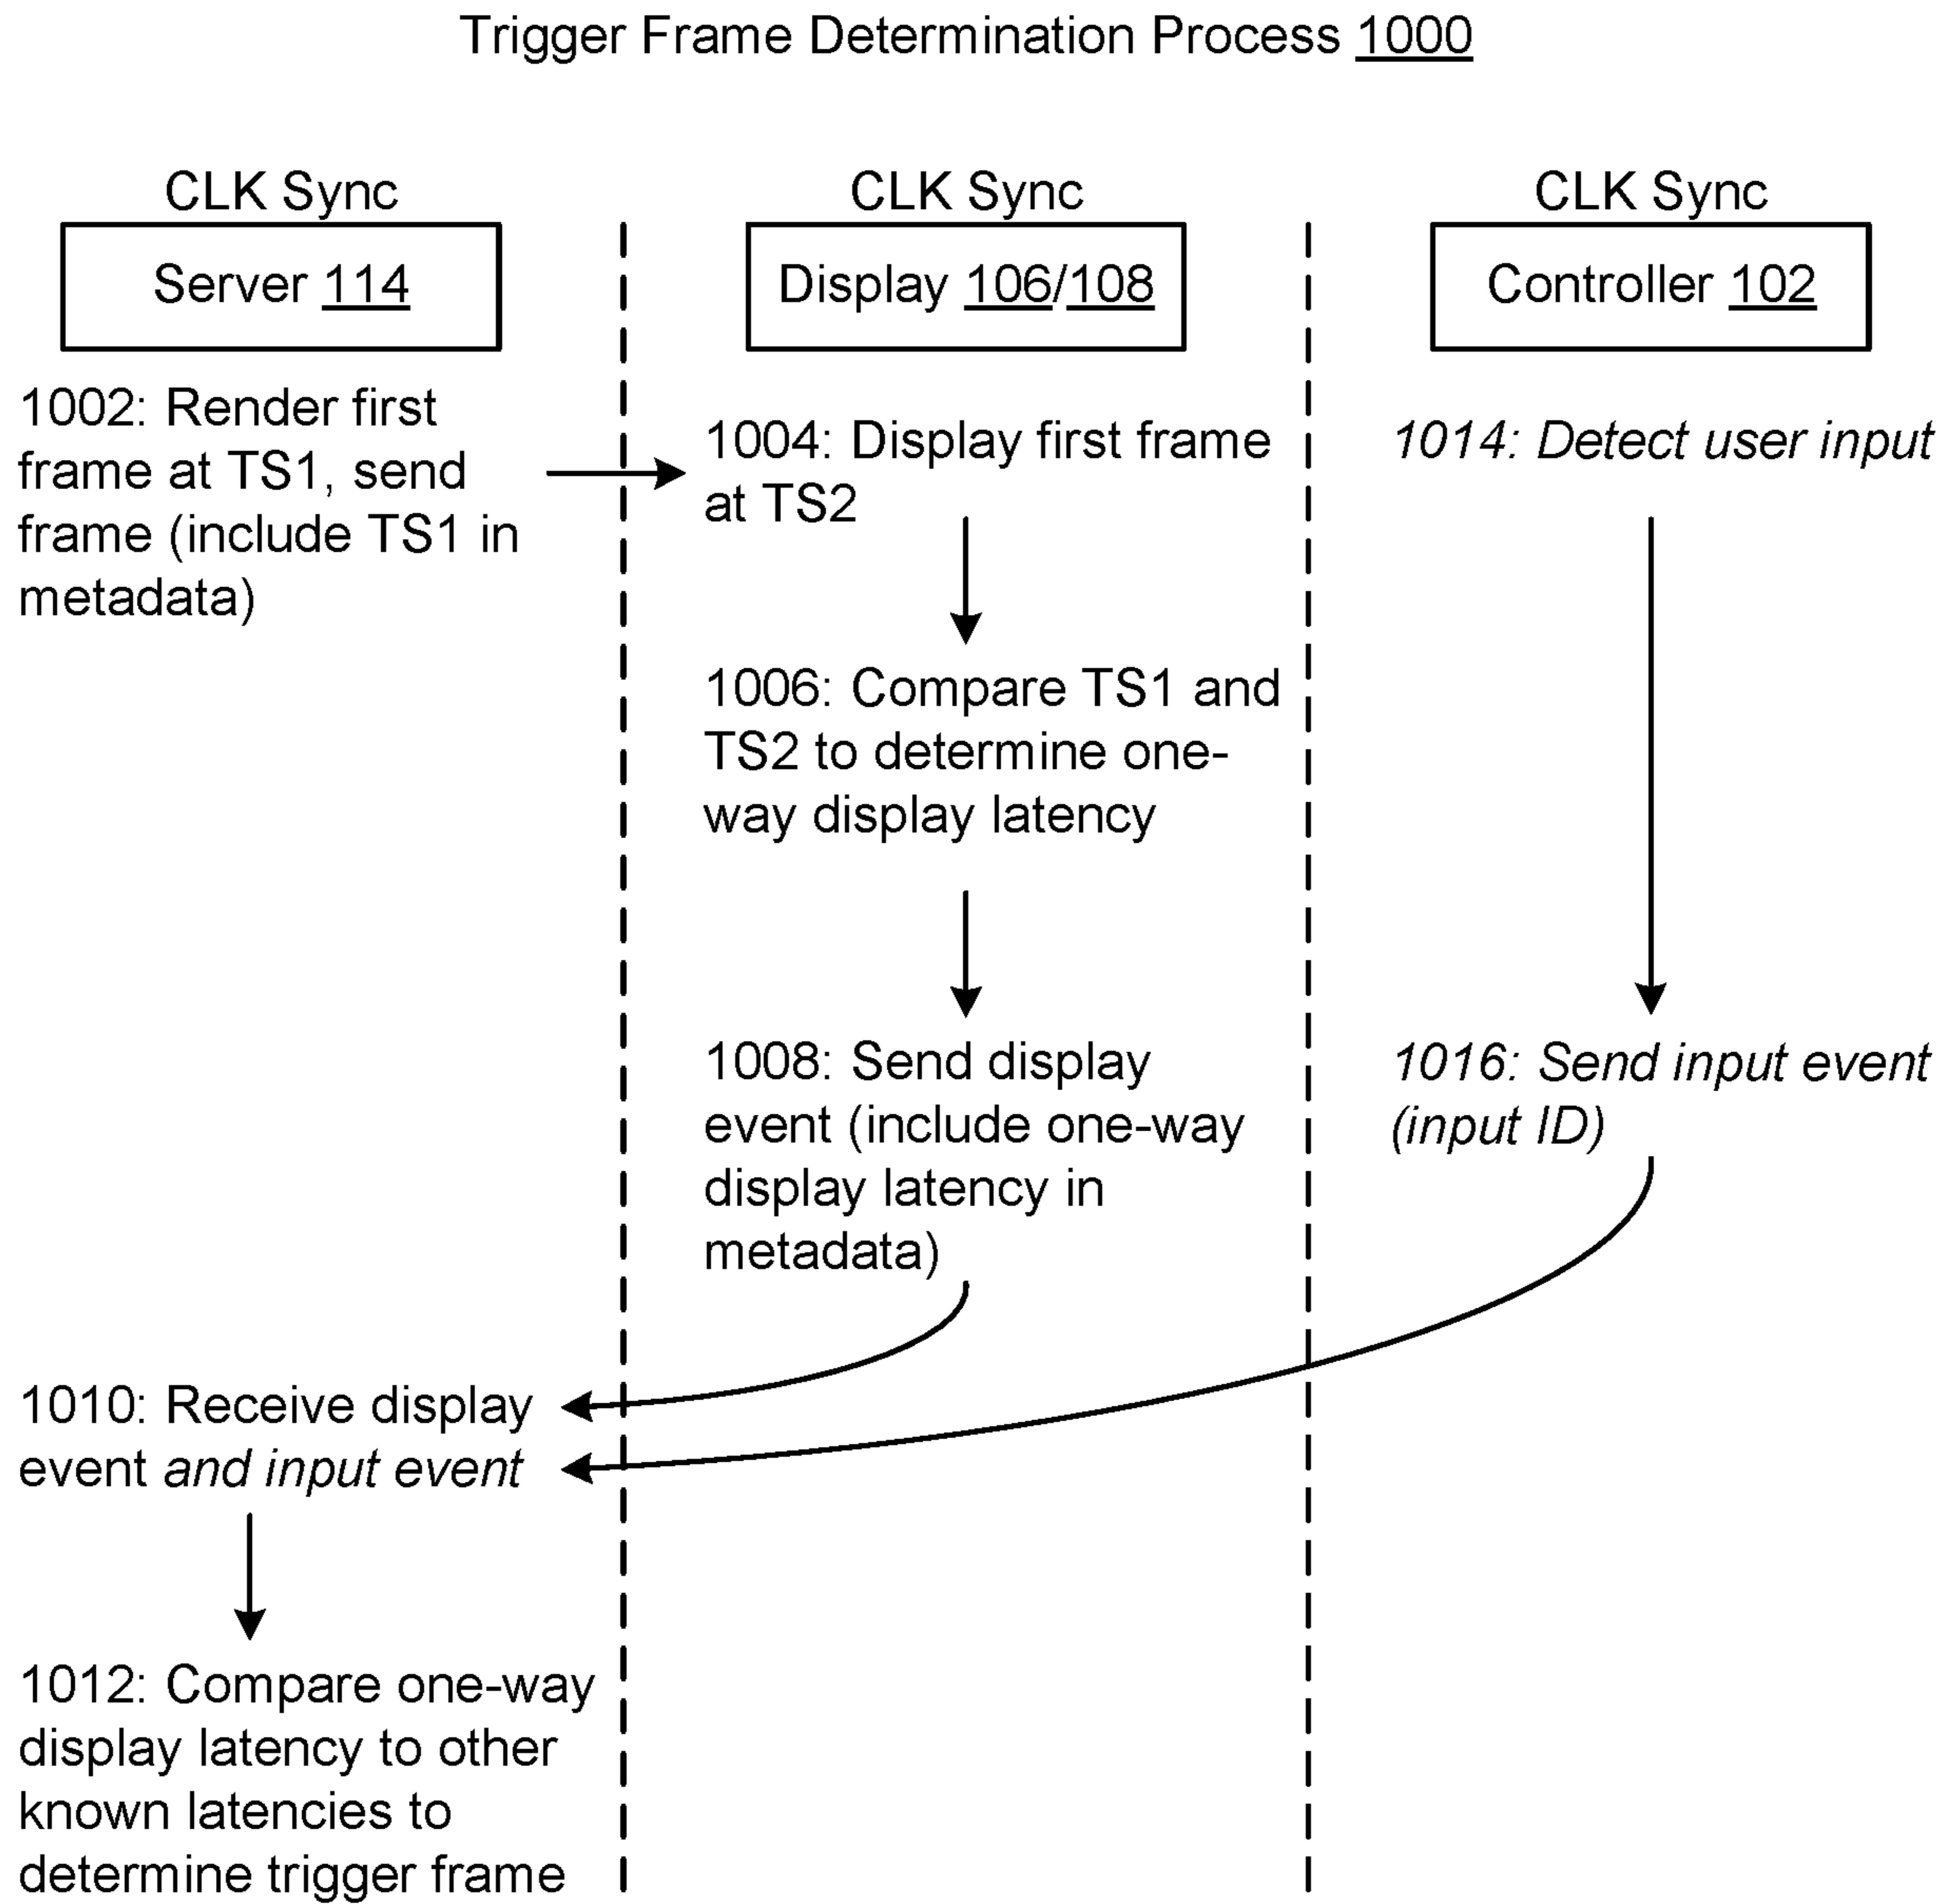 Trigger Frame Determination Process 1000
CLK Sync
Server 114
1002: Render first
frame at TS1, send
frame (include TS1 in
metadata)
CLK Sync
Display 106/108
1004: Display first frame
at TS2
1006: Compare TS1 and
TS2 to determine one-
way display latency
1008: Send display
event (include one-way
display latency in
metadata)
CLK Sync
Controller 102
1014: Detect user input
1016: Send input event
(input ID)
1010: Receive display
event and input event
1012: Compare one-way
display latency to other
known latencies to
determine trigger frame